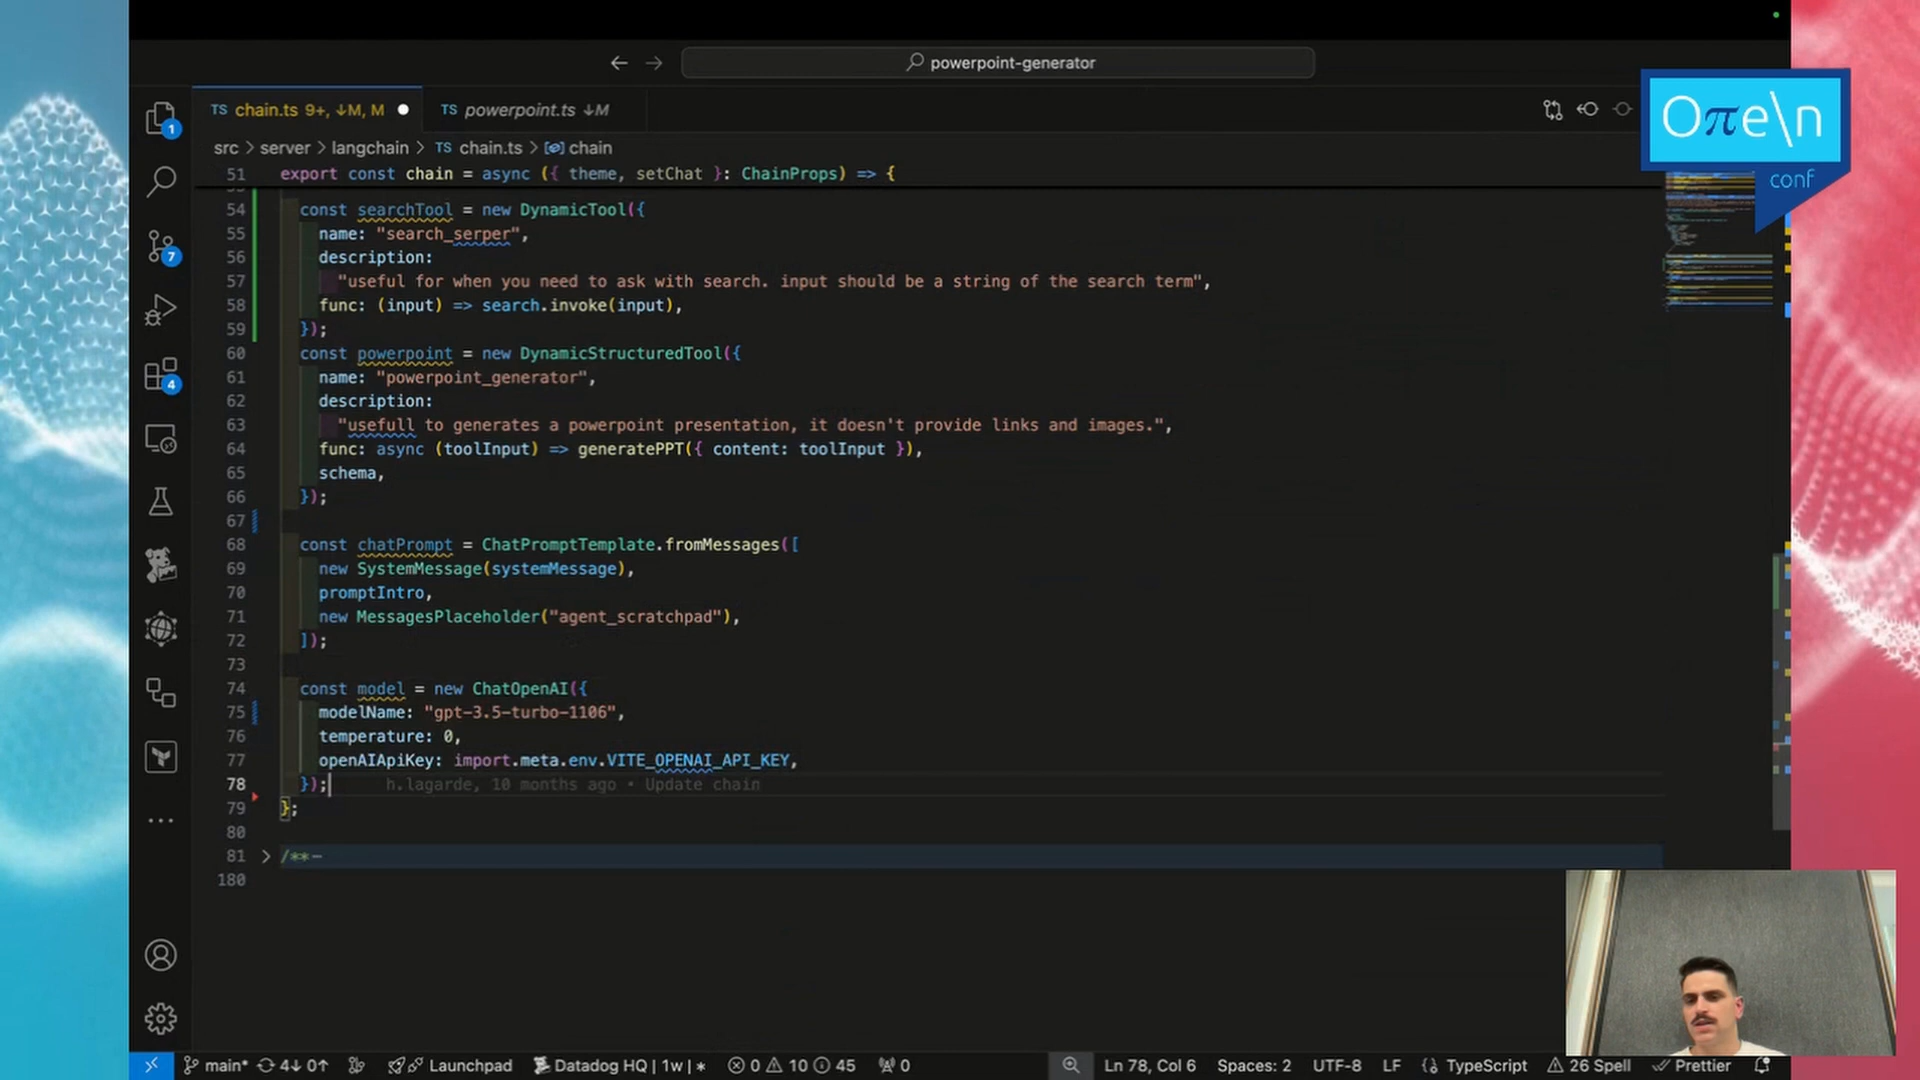 powerpoint-generator
TS chain.ts 9+, ↓M, M
TS powerpoint.ts ↓M
Oπe\n
conf
src > server > langchain > TS chain.ts > chain
51 export const chain = async ({ theme, setChat }: ChainProps) => {
54 const searchTool = new DynamicTool({
55 name: "search_serper",
56 description:
57 "useful for when you need to ask with search. input should be a string of the search term",
58 func: (input) => search.invoke(input),
59 });
60 const powerpoint = new DynamicStructuredTool({
61 name: "powerpoint_generator",
62 description:
63 "usefull to generates a powerpoint presentation, it doesn't provide links and images.",
64 func: async (toolInput) => generatePPT({ content: toolInput }),
65 schema,
66 });
67
68 const chatPrompt = ChatPromptTemplate.fromMessages([
69 new SystemMessage(systemMessage),
70 promptIntro,
71 new MessagesPlaceholder("agent_scratchpad"),
72 ]);
73
74 const model = new ChatOpenAI({
75 modelName: "gpt-3.5-turbo-1106",
76 temperature: 0,
77 openAIApiKey: import.meta.env.VITE_OPENAI_API_KEY,
78 }); h.lagarde, 10 months ago • Update chain
79 };
80
81 /**
180
1
7
4
main* 4↓ 0↑ Launchpad Datadog HQ | 1w | * 0 10 45 0 Ln 78, Col 6 Spaces: 2 UTF-8 LF {} TypeScript 26 Spell Prettier